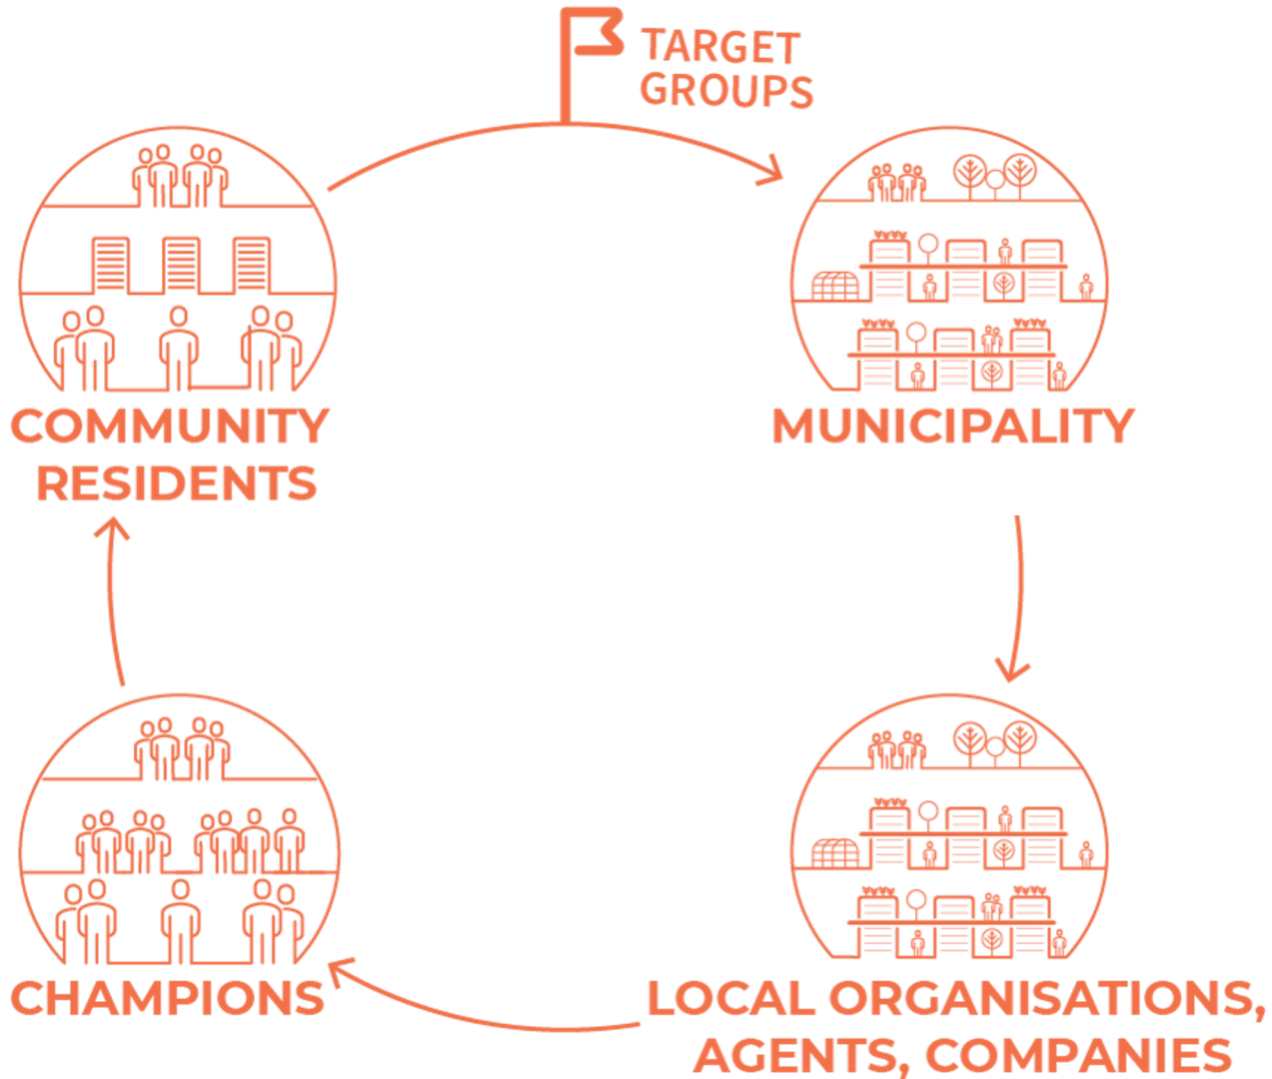 TARGET
GROUPS
COMMUNITY
RESIDENTS
MUNICIPALITY
CHAMPIONS
LOCAL ORGANISATIONS,
AGENTS, COMPANIES